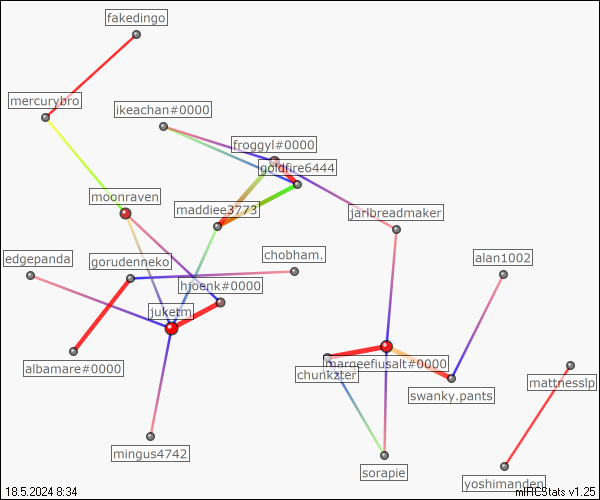 fakedingo
mercurybro
ikeachan#0000
froggyl#0000
goldfire6444
moonraven
maddiee3773
jarlbreadmaker
edgepanda
gorudenneko
chobham.
alan1002
hjoenk#0000
juketm
albamare#0000
margeefiusalt#0000
chunkzter
mattnesslp
swanky.pants
mingus4742
sorapie
yoshimanden
18.5.2024 8:34
mIRCStats v1.25